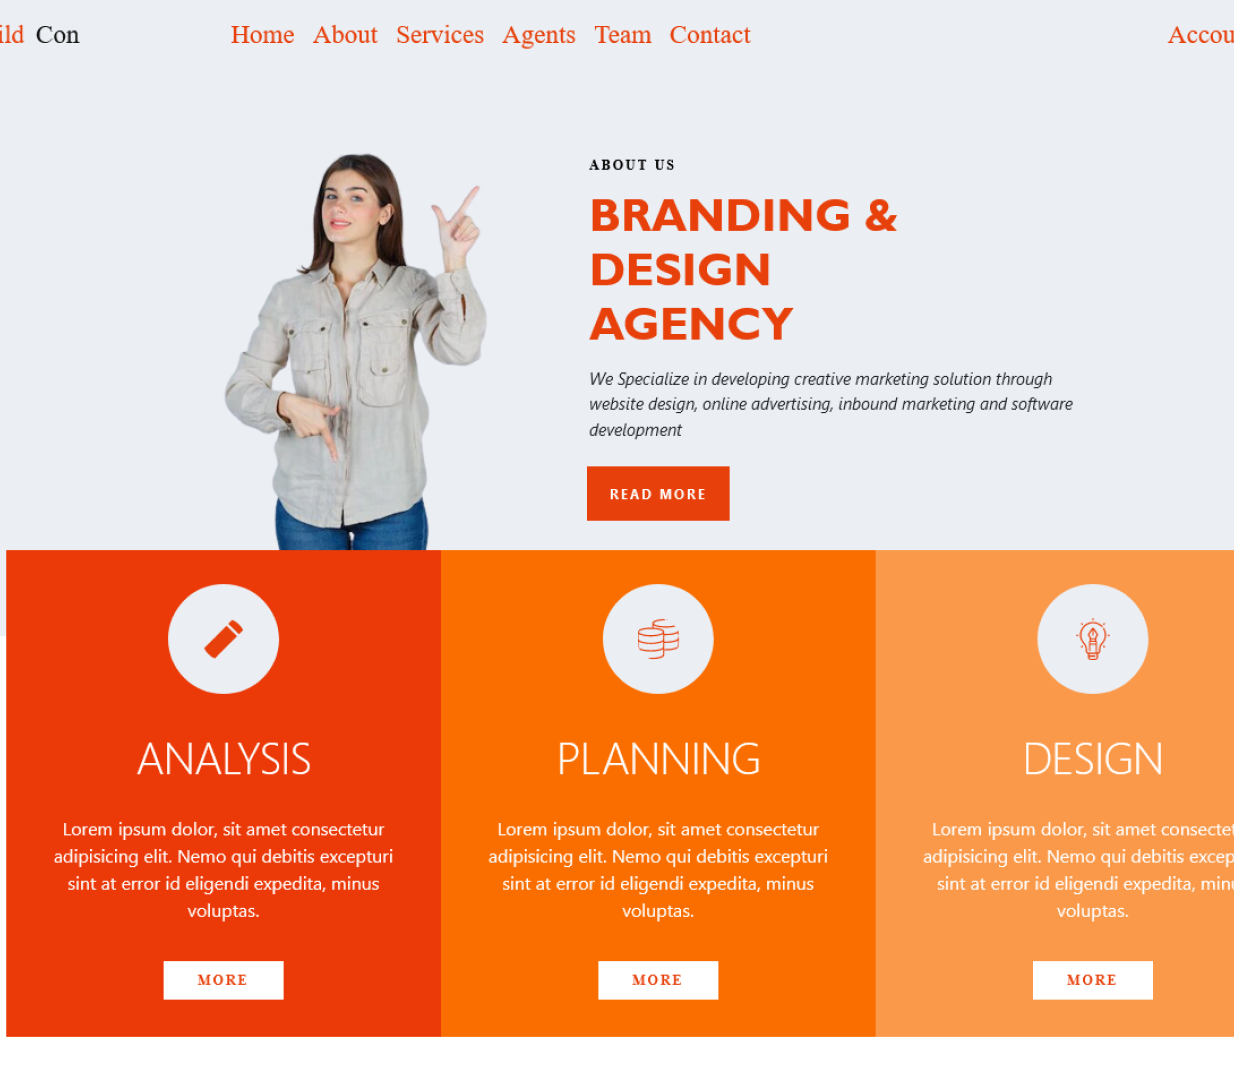 ild Con
Home About Services Agents Team Contact
Accou
ABOUT US
BRANDING &
DESIGN
AGENCY
We Specialize in developing creative marketing solution through
website design, online advertising, inbound marketing and software
development
READ MORE
ANALYSIS
Lorem ipsum dolor, sit amet consectetur
adipisicing elit. Nemo qui debitis excepturi
sint at error id eligendi expedita, minus
voluptas.
MORE
PLANNING
Lorem ipsum dolor, sit amet consectetur
adipisicing elit. Nemo qui debitis excepturi
sint at error id eligendi expedita, minus
voluptas.
MORE
DESIGN
Lorem ipsum dolor, sit amet consectet
adipisicing elit. Nemo qui debitis excep
sint at error id eligendi expedita, min
voluptas.
MORE